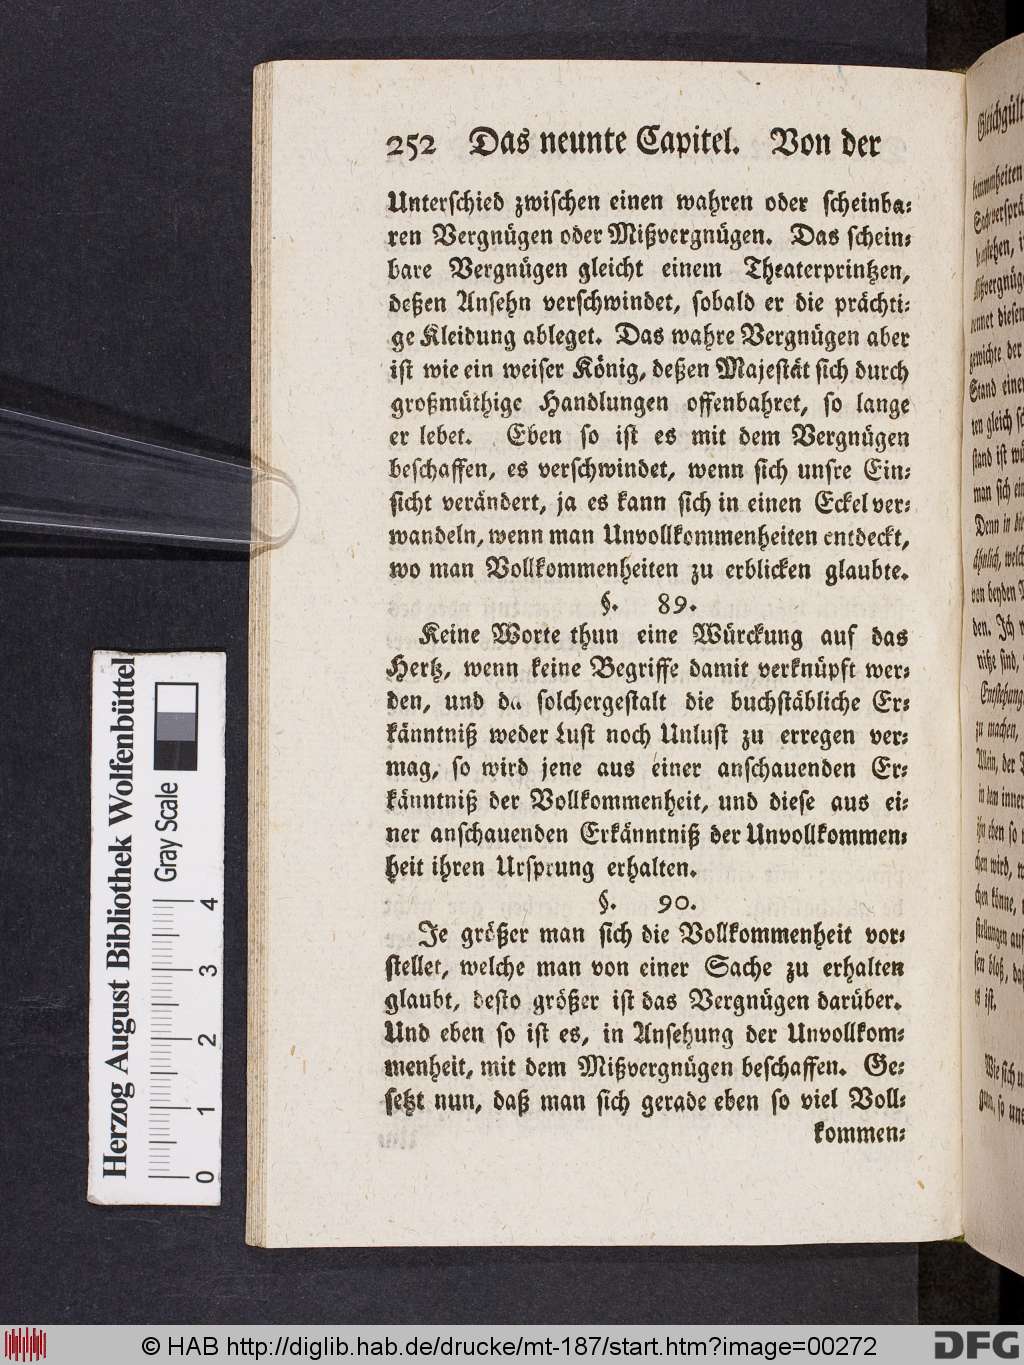 252 Das neunte Capitel. Von der
Unterschied zwischen einen wahren oder scheinba⸗
ren Vergnügen oder Mißvergnügen. Das schein⸗
bare Vergnügen gleicht einem Theaterprintzen,
deßen Ansehn verschwindet, sobald er die prächti⸗
ge Kleidung ableget. Das wahre Vergnügen aber
ist wie ein weiser König, deßen Majestät sich durch
großmüthige Handlungen offenbahret, so lange
er lebet. Eben so ist es mit dem Vergnügen
beschaffen, es verschwindet, wenn sich unsre Ein⸗
sicht verändert, ja es kann sich in einen Eckel ver⸗
wandeln, wenn man Unvollkommenheiten entdeckt,
wo man Vollkommenheiten zu erblicken glaubte.
§. 89.
Keine Worte thun eine Würckung auf das
Hertz, wenn keine Begriffe damit verknüpft wer⸗
den, und da solchergestalt die buchstäbliche Er⸗
känntniß weder Lust noch Unlust zu erregen ver⸗
mag, so wird jene aus einer anschauenden Er⸗
känntniß der Vollkommenheit, und diese aus ei⸗
ner anschauenden Erkänntniß der Unvollkommen⸗
heit ihren Ursprung erhalten.
§. 90.
Je größer man sich die Vollkommenheit vor⸗
stellet, welche man von einer Sache zu erhalten
glaubt, desto größer ist das Vergnügen darüber.
Und eben so ist es, in Ansehung der Unvollkom⸗
menheit, mit dem Mißvergnügen beschaffen. Ge⸗
setzt nun, daß man sich gerade eben so viel Voll⸗
kommen⸗
Herzog August Bibliothek Wolfenbüttel
Gray Scale
0 1 2 3 4
© HAB http://diglib.hab.de/drucke/mt-187/start.htm?image=00272
DFG